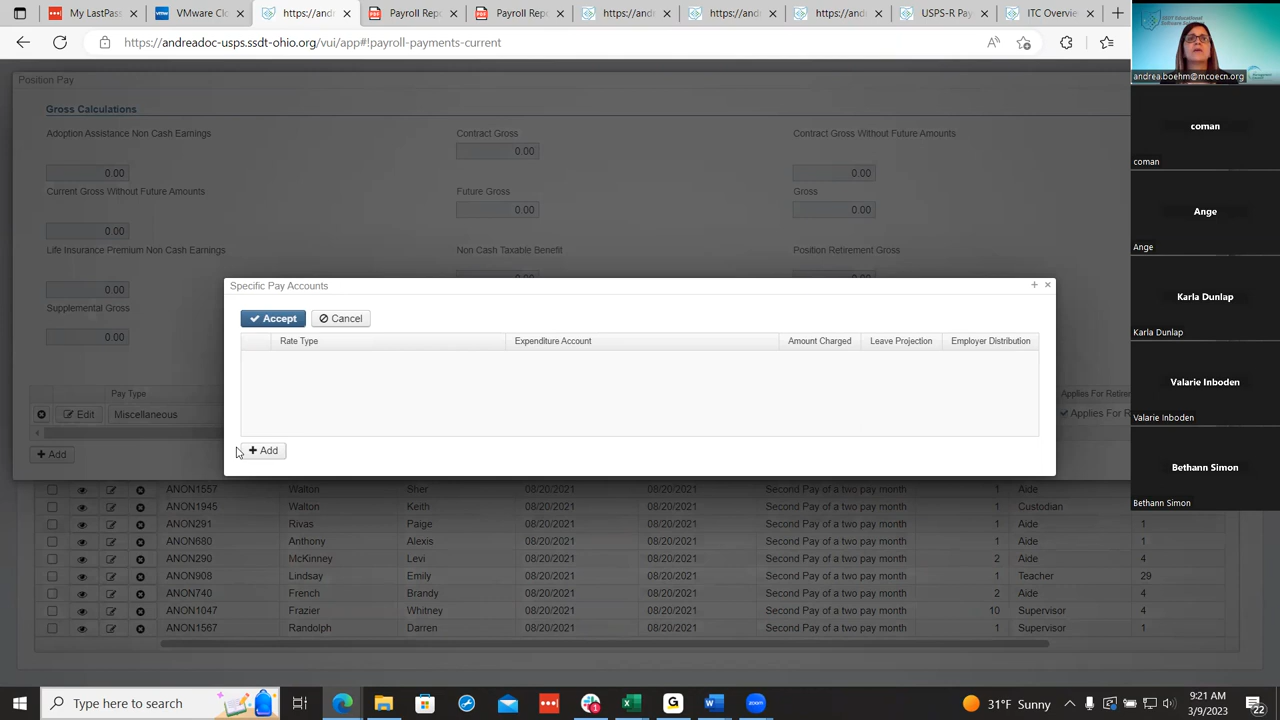 My LastPass
VMware Clou
https://and
Payroll Repo
Payroll Repo
https://and
https://and
https://and
USPS-R Pay
ITC Overvie
https://andreadoc-usps.ssdt-ohio.org/vui/app#!payroll-payments-current
SSDT Educational
andrea.boehm@mcoecn.org
Position Pay
Gross Calculations
Adoption Assistance Non Cash Earnings
Contract Gross
Contract Gross Without Future Amounts
0.00
0.00
0.00
Current Gross Without Future Amounts
Future Gross
Gross
0.00
0.00
0.00
Life Insurance Premium Non Cash Earnings
Non Cash Taxable Benefit
Position Retirement Gross
0.00
Supplemental Gross
0.00
Specific Pay Accounts
Accept
Cancel
Rate Type
Expenditure Account
Amount Charged
Leave Projection
Employer Distribution
Add
Pay Type
Applies For Retire
Edit
Miscellaneous
Applies For R
Add
ANON1557 Walton Sher 08/20/2021 08/20/2021 Second Pay of a two pay month 1 Aide
ANON1945 Walton Keith 08/20/2021 08/20/2021 Second Pay of a two pay month 1 Custodian
ANON291 Rivas Paige 08/20/2021 08/20/2021 Second Pay of a two pay month 1 Aide 1
ANON680 Anthony Alexis 08/20/2021 08/20/2021 Second Pay of a two pay month 1 Aide 1
ANON290 McKinney Levi 08/20/2021 08/20/2021 Second Pay of a two pay month 2 Aide 4
ANON908 Lindsay Emily 08/20/2021 08/20/2021 Second Pay of a two pay month 1 Teacher 29
ANON740 French Brandy 08/20/2021 08/20/2021 Second Pay of a two pay month 2 Aide 4
ANON1047 Frazier Whitney 08/20/2021 08/20/2021 Second Pay of a two pay month 10 Supervisor 4
ANON1567 Randolph Darren 08/20/2021 08/20/2021 Second Pay of a two pay month 1 Supervisor 1
coman
coman
Ange
Ange
Karla Dunlap
Karla Dunlap
Valarie Inboden
Valarie Inboden
Bethann Simon
Bethann Simon
Type here to search
zoom
31°F Sunny
9:21 AM
3/9/2023
22